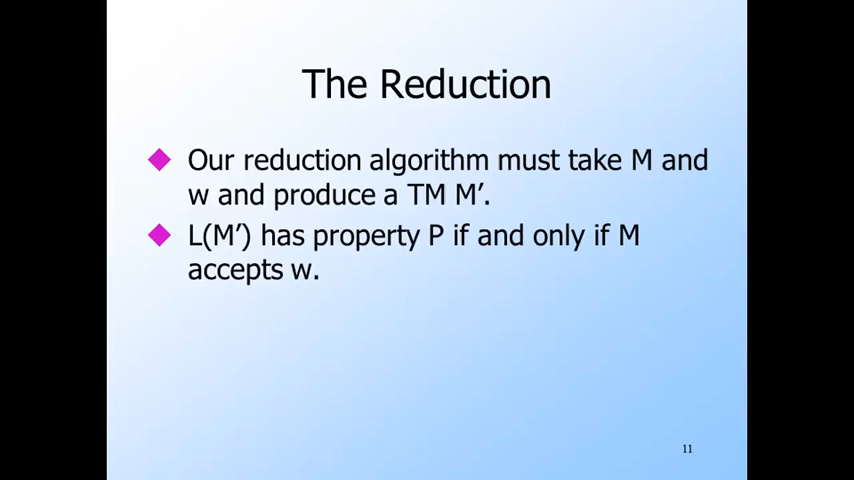 The Reduction
Our reduction algorithm must take M and
w and produce a TM M’.
L(M’) has property P if and only if M
accepts w.
11